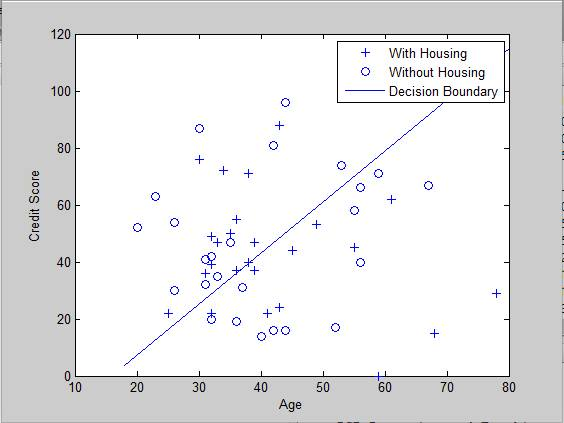 120
100
80
60
40
20
0
Credit Score
With Housing
Without Housing
Decision Boundary
10 20 30 40 50 60 70 80
Age